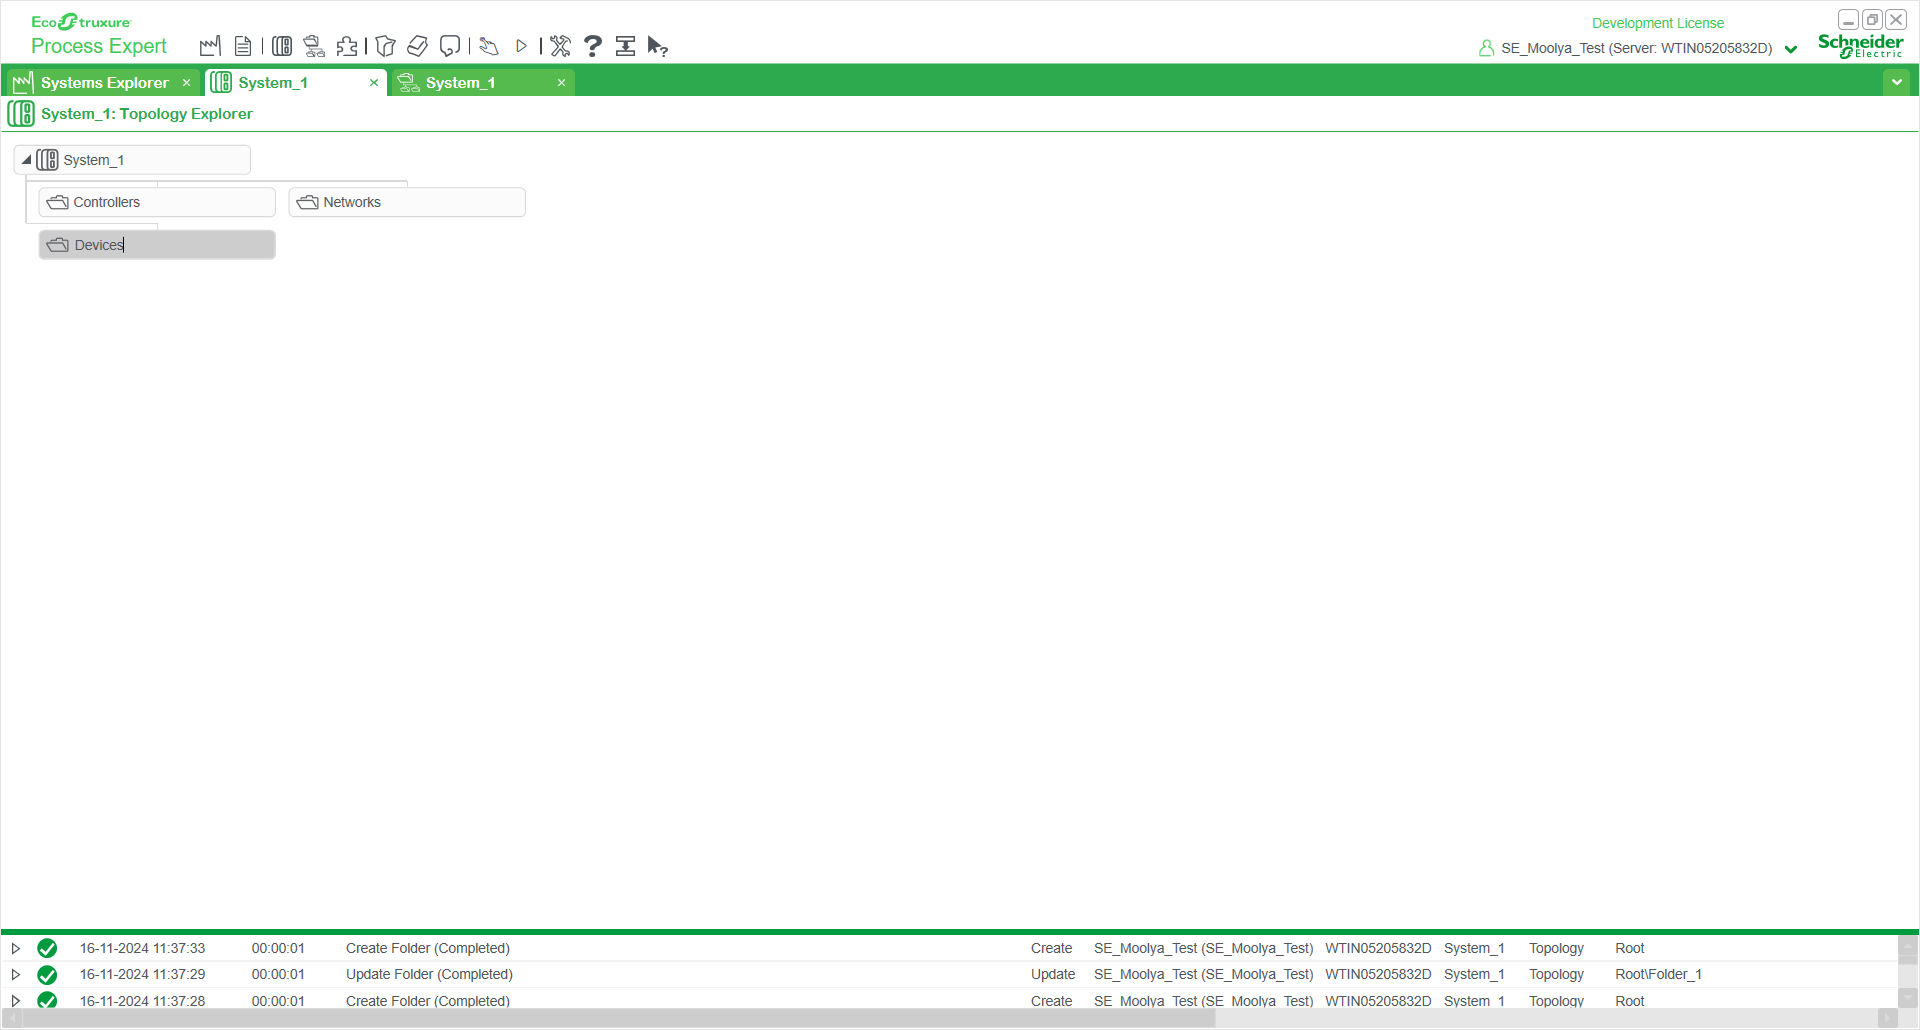 EcoStruxure
Process Expert
Development License
SE_Moolya_Test (Server: WTIN05205832D)
Schneider
Electric
Systems Explorer
System_1
System_1
System_1: Topology Explorer
System_1
Controllers
Networks
Devices
16-11-2024 11:37:33 00:00:01 Create Folder (Completed) Create SE_Moolya_Test (SE_Moolya_Test) WTIN05205832D System_1 Topology Root
16-11-2024 11:37:29 00:00:01 Update Folder (Completed) Update SE_Moolya_Test (SE_Moolya_Test) WTIN05205832D System_1 Topology Root\Folder_1
16-11-2024 11:37:28 00:00:01 Create Folder (Completed) Create SE_Moolya_Test (SE_Moolya_Test) WTIN05205832D System_1 Topology Root